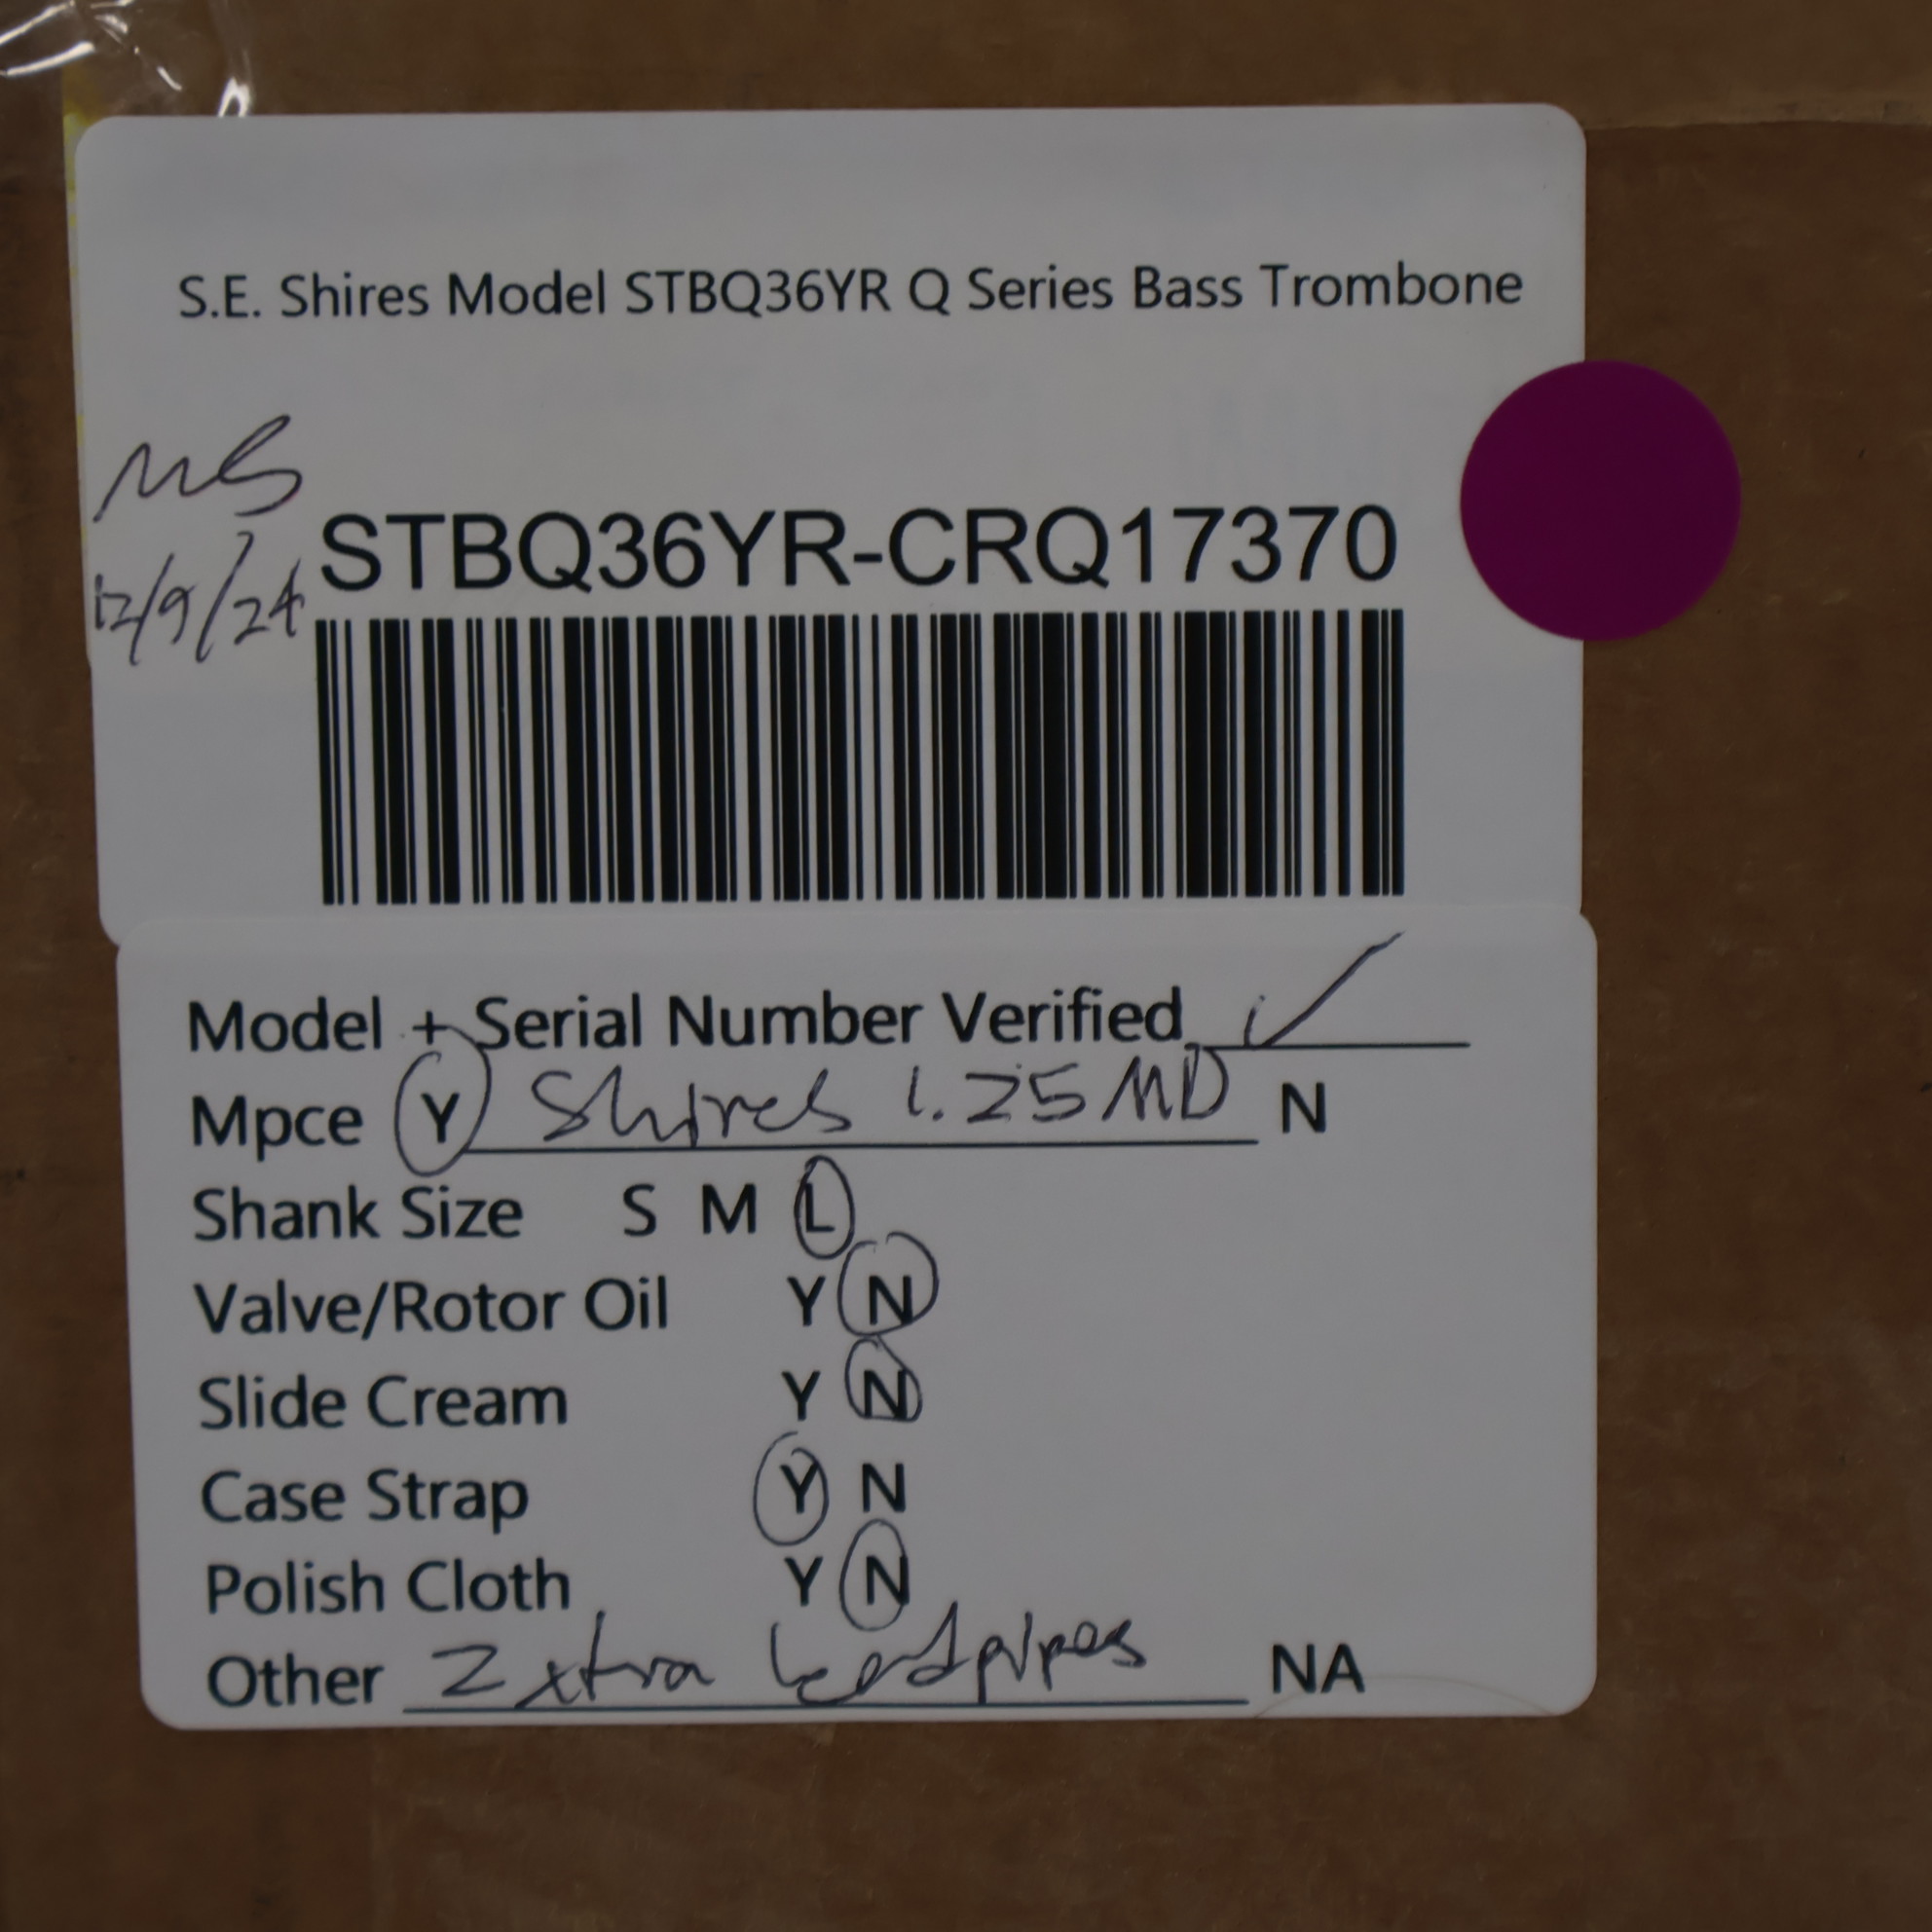 S.E. Shires Model STBQ36YR Q Series Bass Trombone
MS
12/9/24
STBQ36YR-CRQ17370
Model + Serial Number Verified ✓
Mpce Y Shires 1.25MD N
Shank Size S M L
Valve/Rotor Oil Y N
Slide Cream Y N
Case Strap Y N
Polish Cloth Y N
Other 2 xtra leadpipes NA